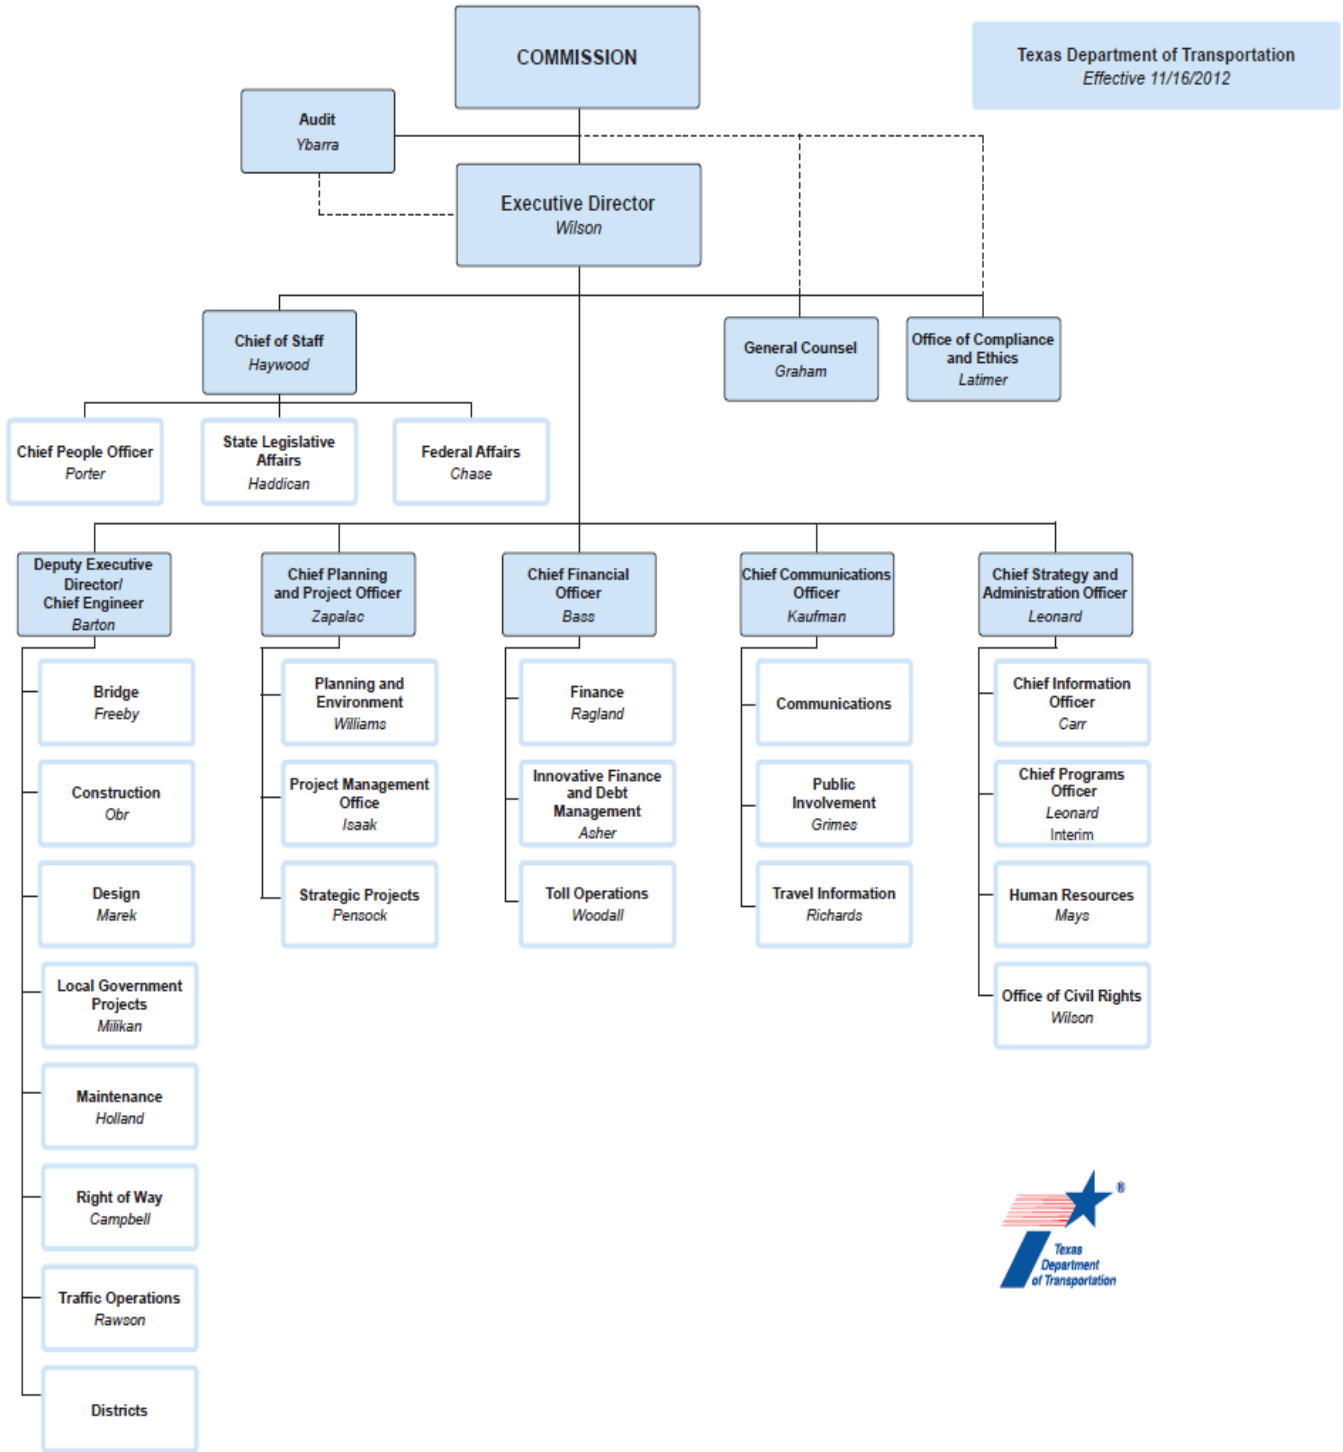 COMMISSION
Texas Department of Transportation
Effective 11/16/2012
Audit
Ybarra
Executive Director
Wilson
Chief of Staff
Haywood
General Counsel
Graham
Office of Compliance
and Ethics
Latimer
Chief People Officer
Porter
State Legislative
Affairs
Haddican
Federal Affairs
Chase
Deputy Executive
Director/
Chief Engineer
Barton
Chief Planning
and Project Officer
Zapalac
Chief Financial
Officer
Bass
Chief Communications
Officer
Kaufman
Chief Strategy and
Administration Officer
Leonard
Bridge
Freeby
Construction
Obr
Design
Marek
Local Government
Projects
Milikan
Maintenance
Holland
Right of Way
Campbell
Traffic Operations
Rawson
Districts
Planning and
Environment
Williams
Project Management
Office
Isaak
Strategic Projects
Pensock
Finance
Ragland
Innovative Finance
and Debt
Management
Asher
Toll Operations
Woodall
Communications
Public
Involvement
Grimes
Travel Information
Richards
Chief Information
Officer
Carr
Chief Programs
Officer
Leonard
Interim
Human Resources
Mays
Office of Civil Rights
Wilson
®
Texas
Department
of Transportation